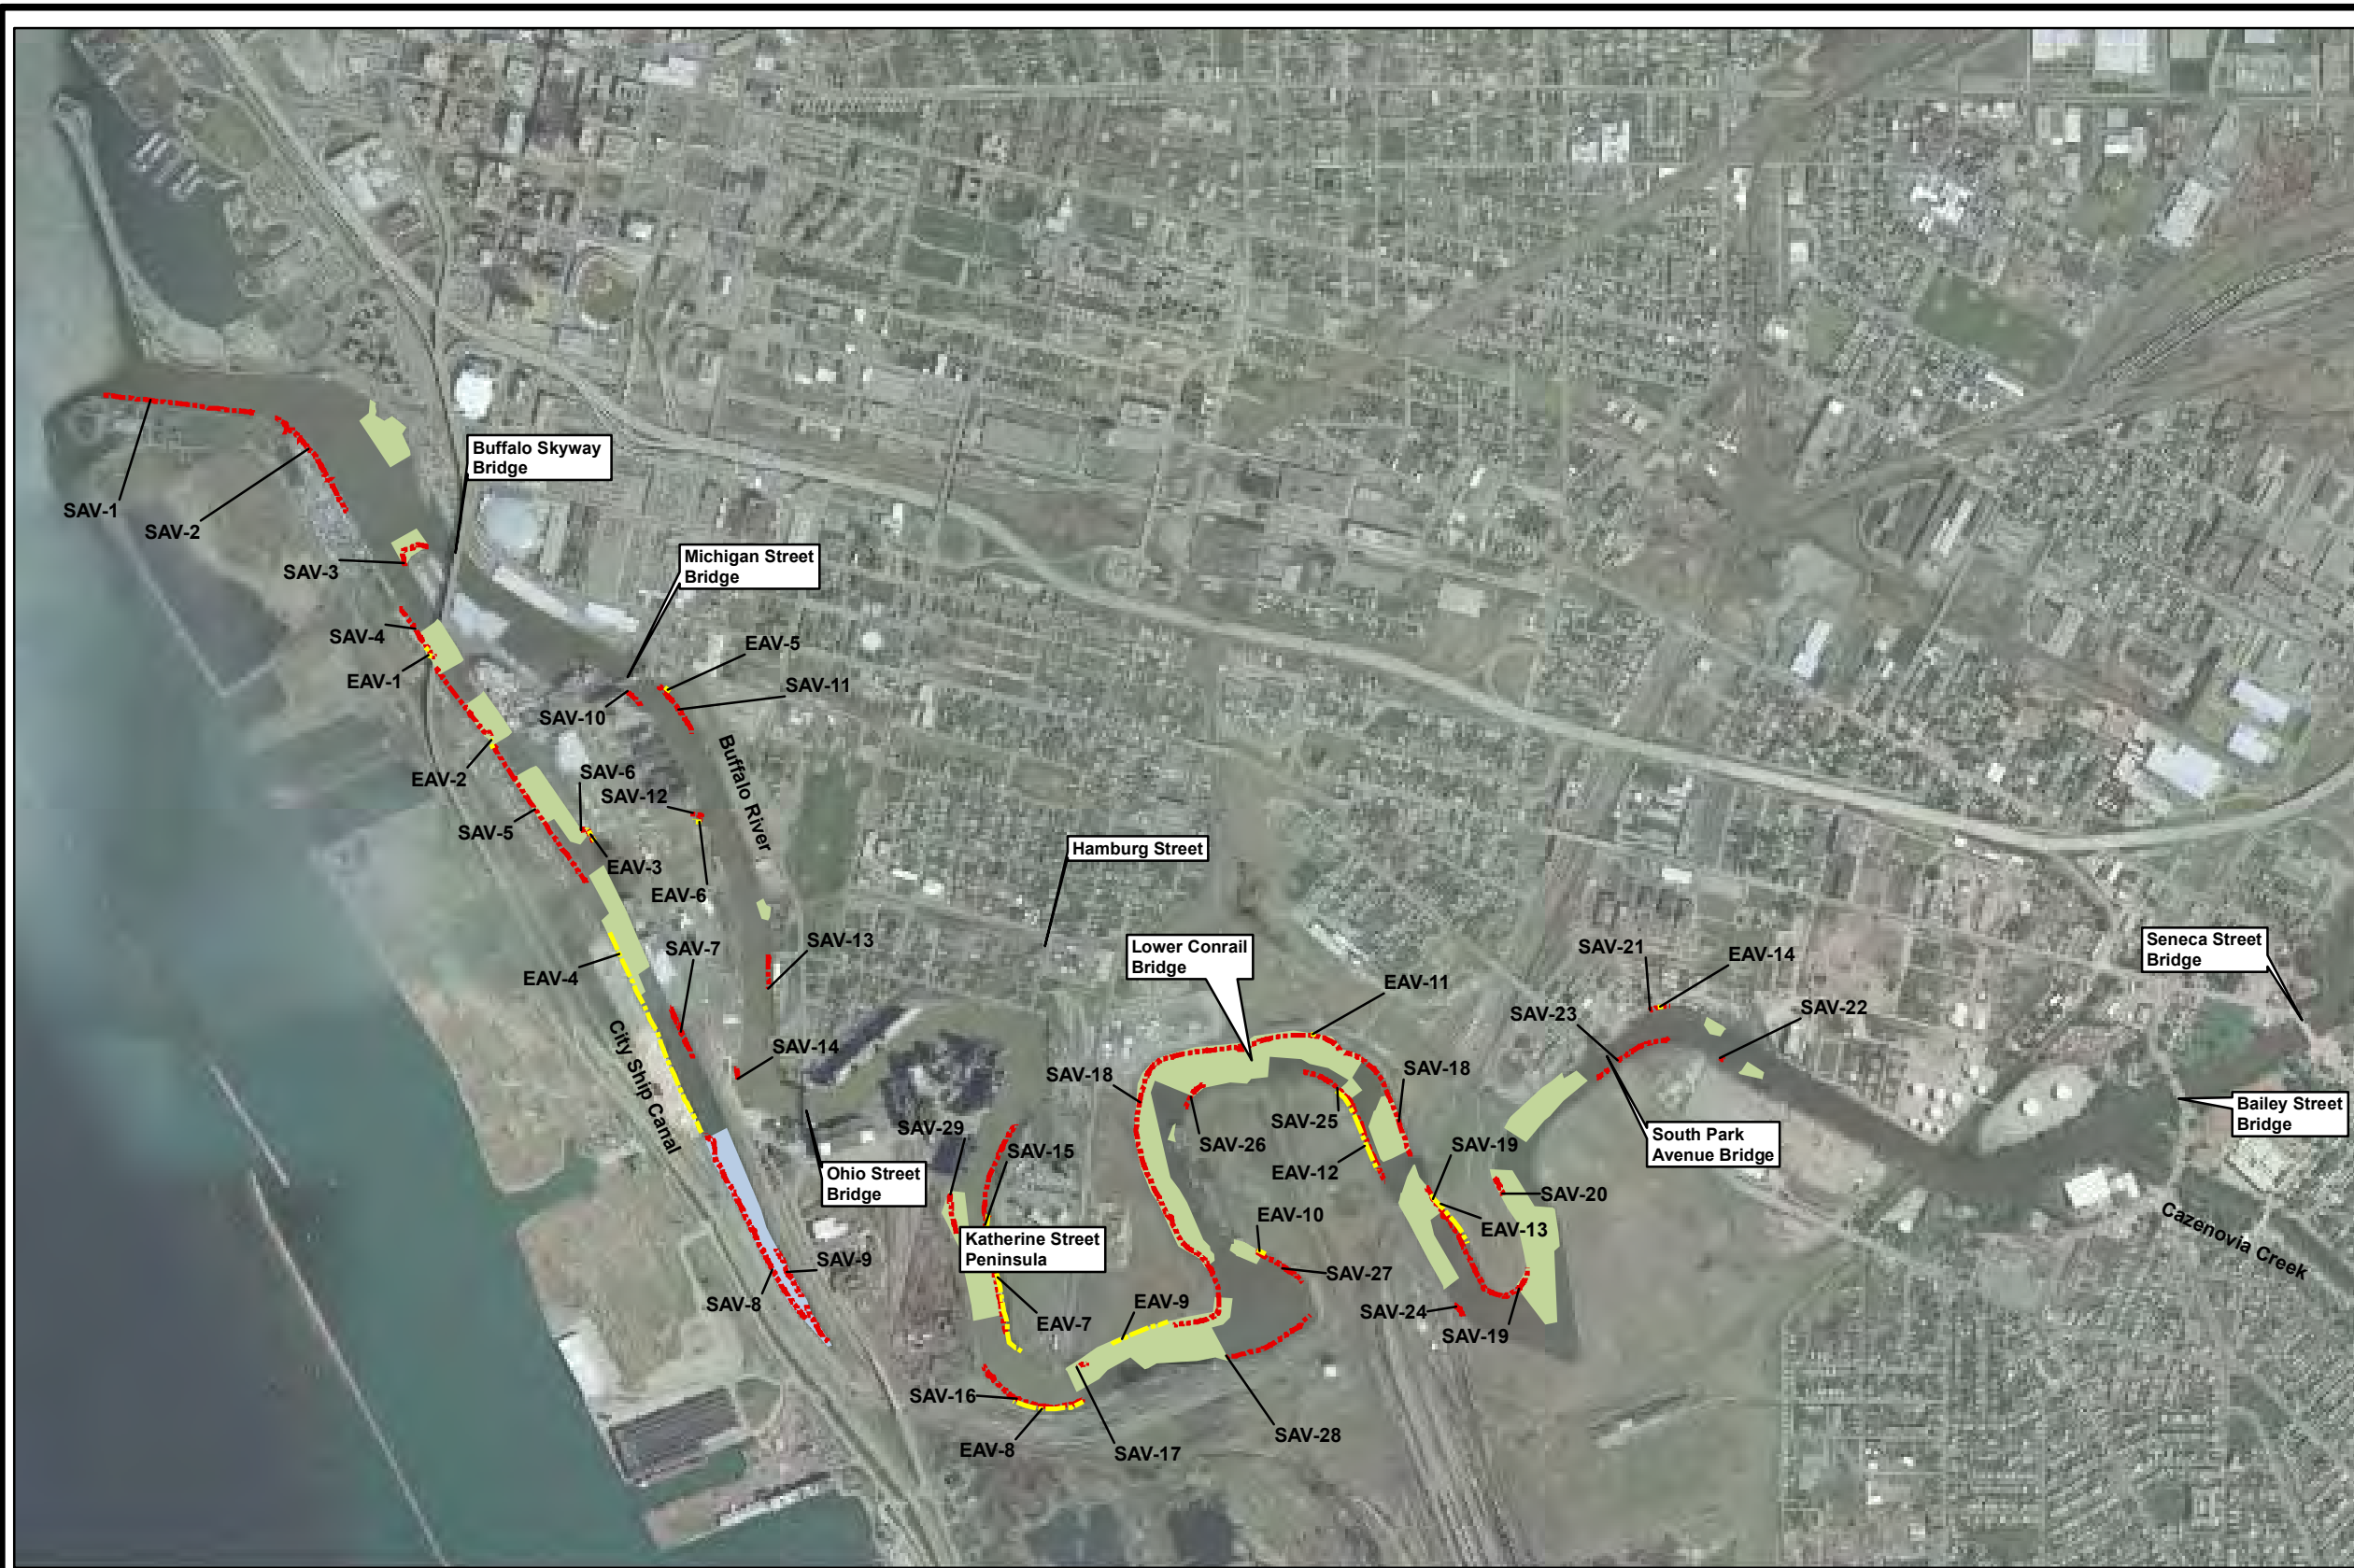 Buffalo Skyway
Bridge
SAV-1
SAV-2
SAV-3
Michigan Street
Bridge
SAV-4
EAV-1
EAV-5
SAV-11
SAV-10
Buffalo River
EAV-2
SAV-6
SAV-12
SAV-5
EAV-3
EAV-6
Hamburg Street
SAV-7
SAV-13
EAV-4
Lower Conrail
Bridge
EAV-11
SAV-21
EAV-14
Seneca Street
Bridge
SAV-23
SAV-22
City Ship Canal
SAV-14
SAV-18
SAV-18
Bailey Street
Bridge
SAV-29
SAV-15
SAV-26
SAV-25
EAV-12
SAV-19
South Park
Avenue Bridge
Ohio Street
Bridge
SAV-20
EAV-10
EAV-13
Katherine Street
Peninsula
Cazenovia Creek
SAV-9
SAV-8
SAV-27
EAV-9
EAV-7
SAV-24
SAV-19
SAV-16
EAV-8
SAV-17
SAV-28